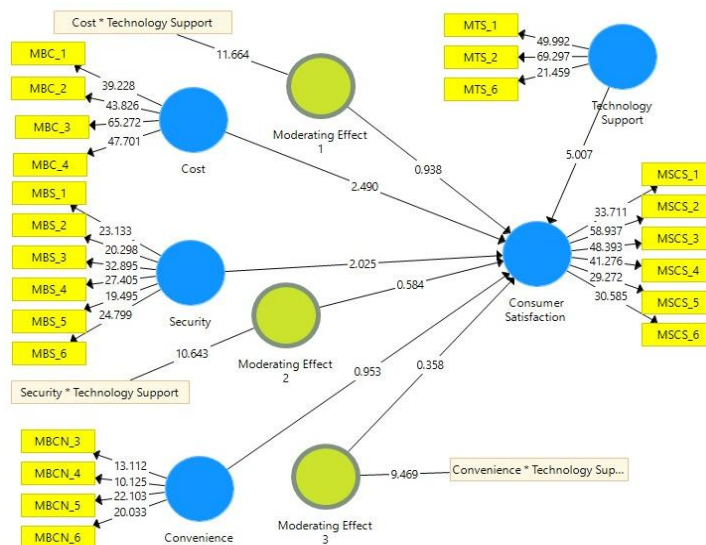 Cost * Technology Support
MBC_1
MBC_2
MBC_3
MBC_4
39.228
43.826
65.272
47.701
Cost
11.664
Moderating Effect
1
MTS_1
MTS_2
MTS_6
49.992
69.297
21.459
Technology
Support
0.938
5.007
2.490
MBS_1
MBS_2
MBS_3
MBS_4
MBS_5
MBS_6
23.133
20.298
32.895
27.405
19.495
24.799
Security
2.025
0.584
Moderating Effect
2
10.643
Security * Technology Support
Consumer
Satisfaction
33.711
58.937
48.393
41.276
29.272
30.585
MSCS_1
MSCS_2
MSCS_3
MSCS_4
MSCS_5
MSCS_6
0.953
0.358
MBCN_3
MBCN_4
MBCN_5
MBCN_6
13.112
10.125
22.103
20.033
Convenience
Moderating Effect
3
9.469
Convenience * Technology Sup...